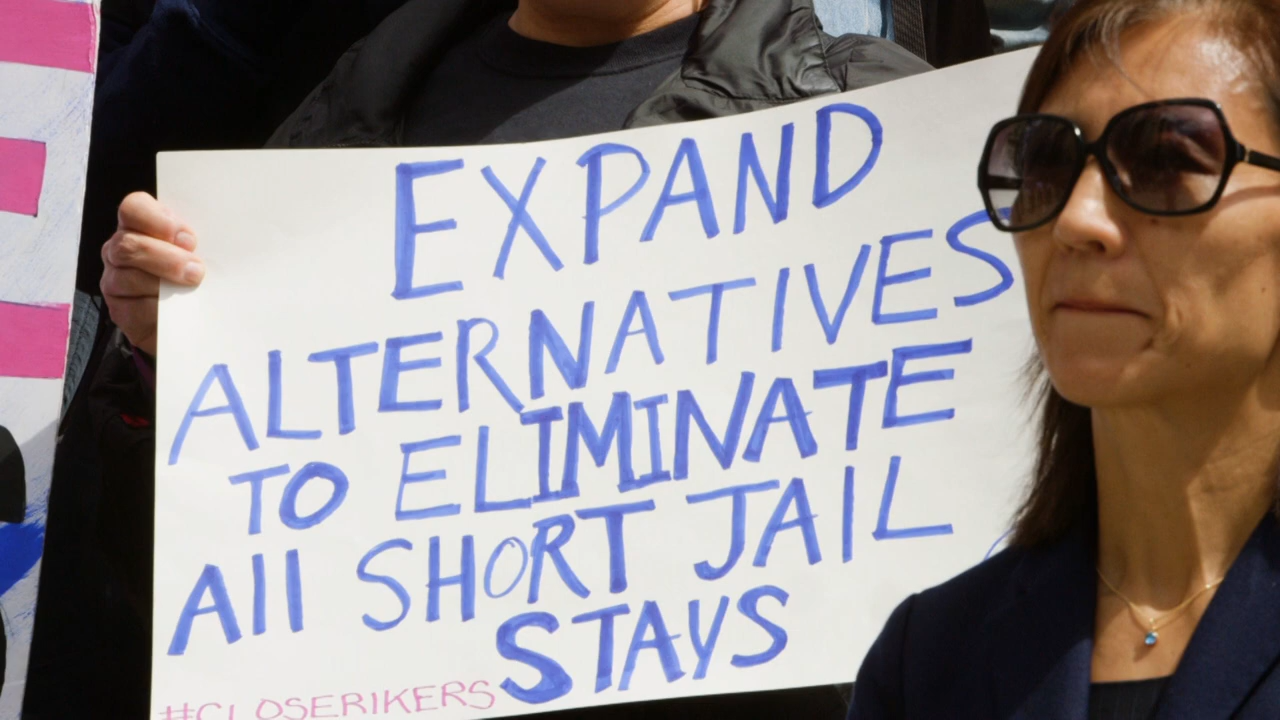 EXPAND
ALTERNATIVES
TO ELIMINATE
All SHORT JAIL
STAYS
#CLOSERIKERS